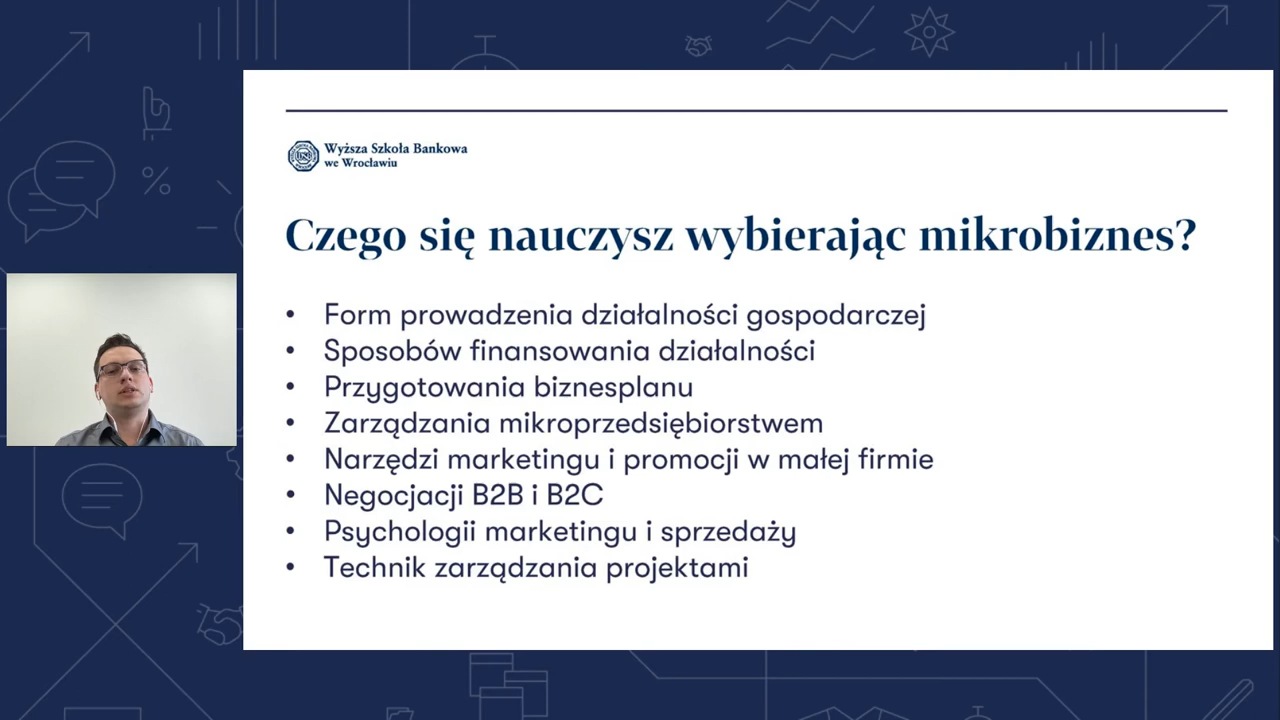 Wyższa Szkoła Bankowa
we Wrocławiu
Czego się nauczysz wybierając mikrobiznes?
• Form prowadzenia działalności gospodarczej
• Sposobów finansowania działalności
• Przygotowania biznesplanu
• Zarządzania mikroprzedsiębiorstwem
• Narzędzi marketingu i promocji w małej firmie
• Negocjacji B2B i B2C
• Psychologii marketingu i sprzedaży
• Technik zarządzania projektami
%